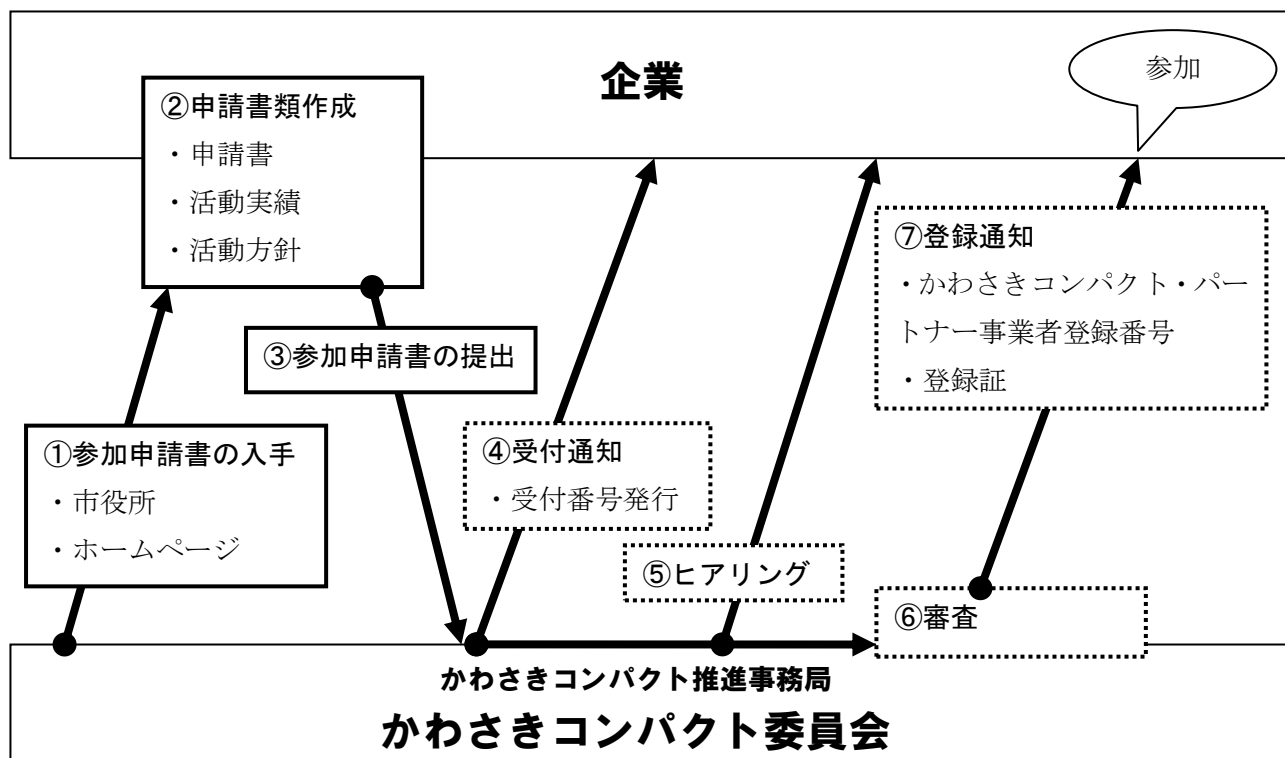 企業
参加
②申請書類作成
・申請書
・活動実績
・活動方針
③参加申請書の提出
①参加申請書の入手
・市役所
・ホームページ
④受付通知
・受付番号発行
⑤ヒアリング
⑥審査
⑦登録通知
・かわさきコンパクト・パー
トナー事業者登録番号
・登録証
かわさきコンパクト推進事務局
かわさきコンパクト委員会